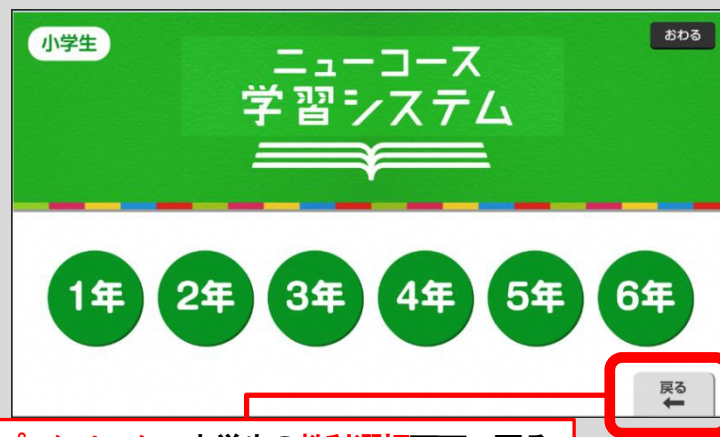 小学生
おわる
ニューコース
学習システム
1年 2年 3年 4年 5年 6年
戻る